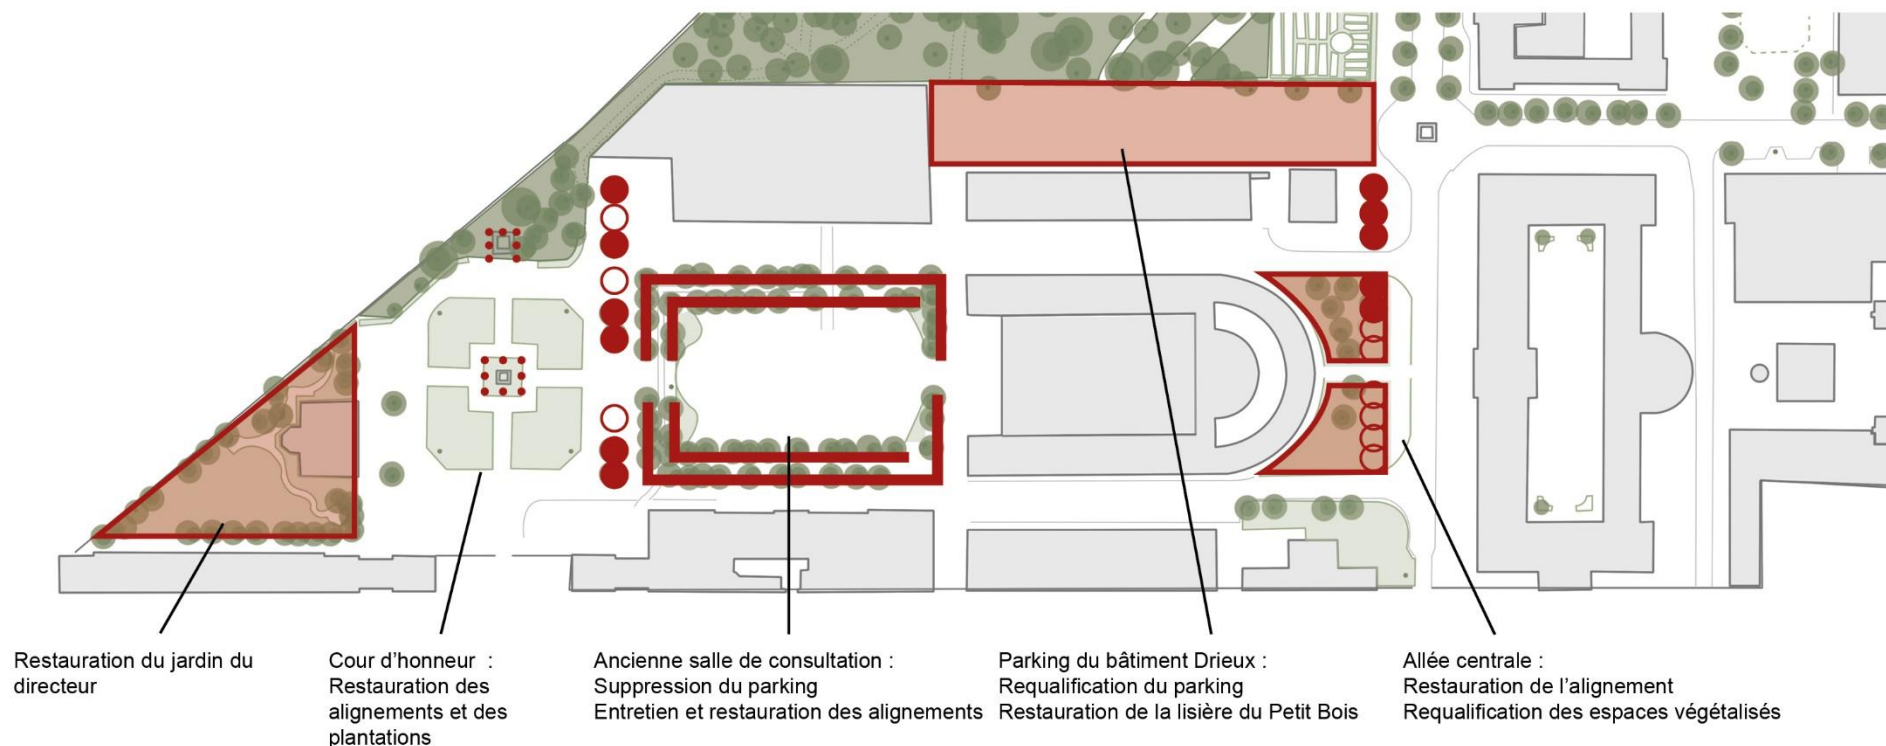 Restauration du jardin du
directeur
Cour d'honneur :
Restauration des
alignements et des
plantations
Ancienne salle de consultation :
Suppression du parking
Entretien et restauration des alignements
Parking du bâtiment Drieux :
Requalification du parking
Restauration de la lisière du Petit Bois
Allée centrale :
Restauration de l'alignement
Requalification des espaces végétalisés